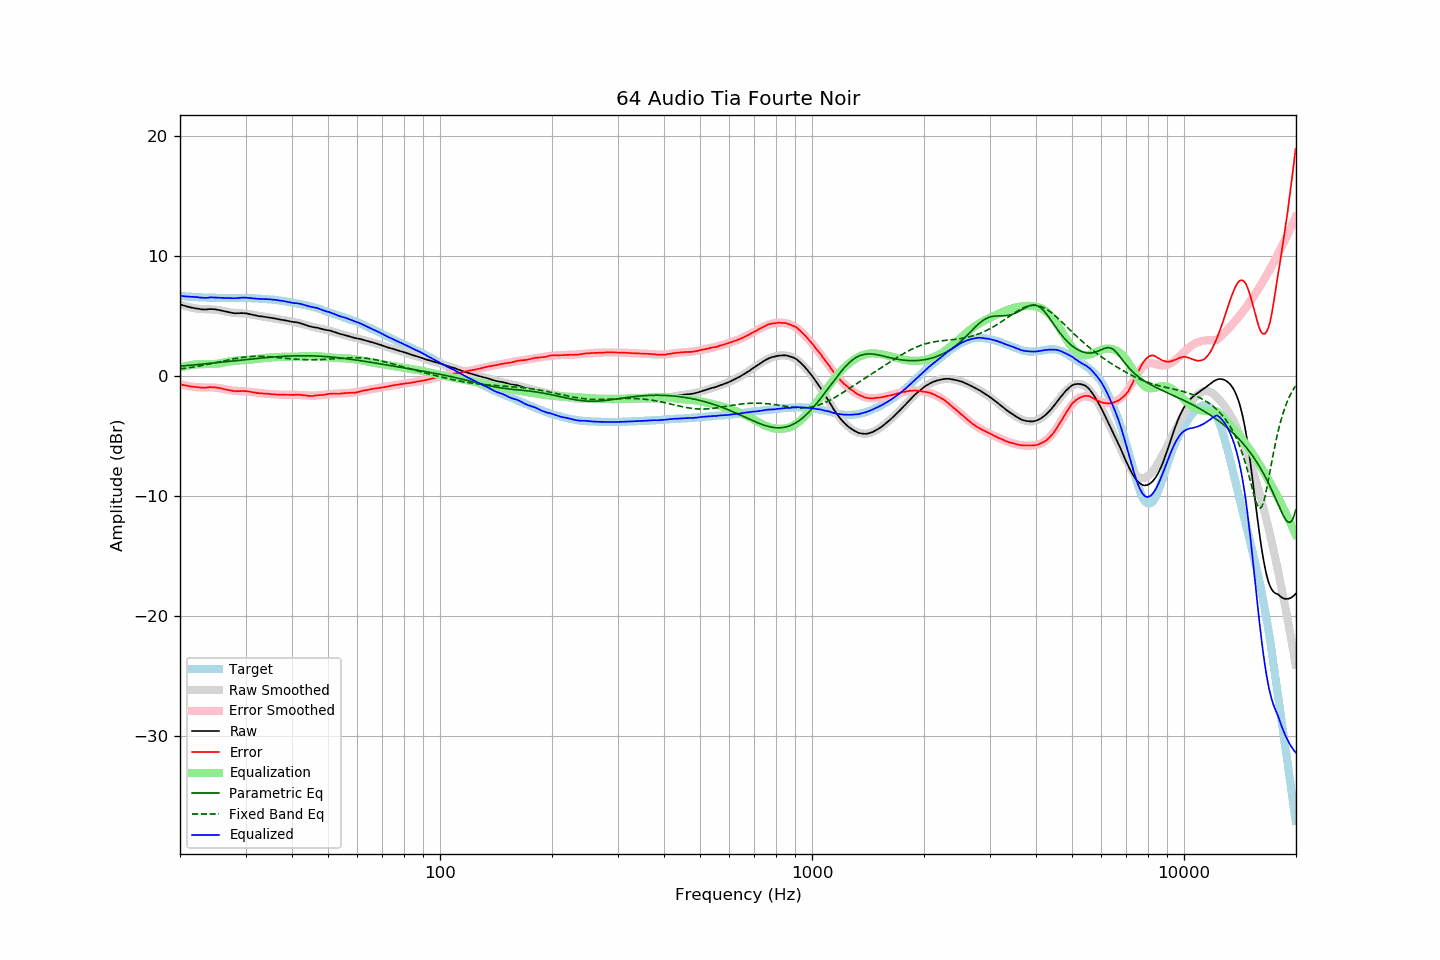 64 Audio Tia Fourte Noir
20
10
0
−10
−20
−30
Amplitude (dBr)
Target
Raw Smoothed
Error Smoothed
Raw
Error
Equalization
Parametric Eq
Fixed Band Eq
Equalized
100 1000 10000
Frequency (Hz)